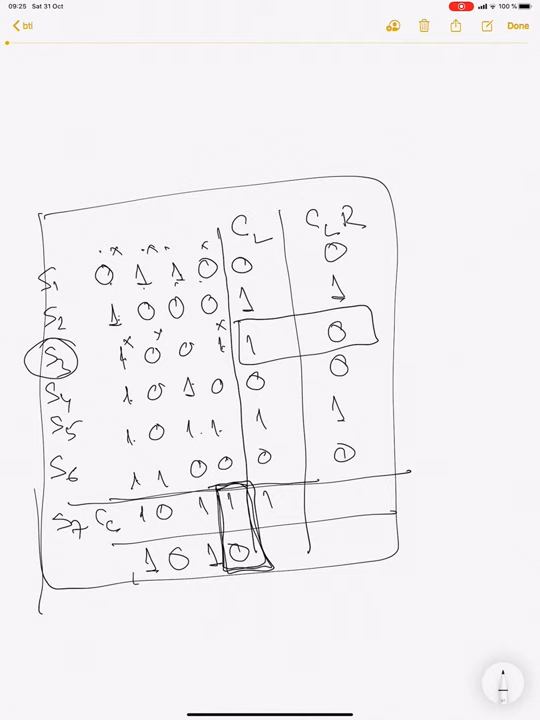 09:25 Sat 31 Oct 100 %
bti Done
C_L C_L R
S1 0 1 1 0 0 0
S2 1 0 0 0 1 1
S3 1 0 0 1 1 0
S4 1 0 1 0 0 0
S5 1 0 1 1 1 1
S6 1 1 0 0 0 0
S7 Cc 1 0 1 1 1
1 0 1 0